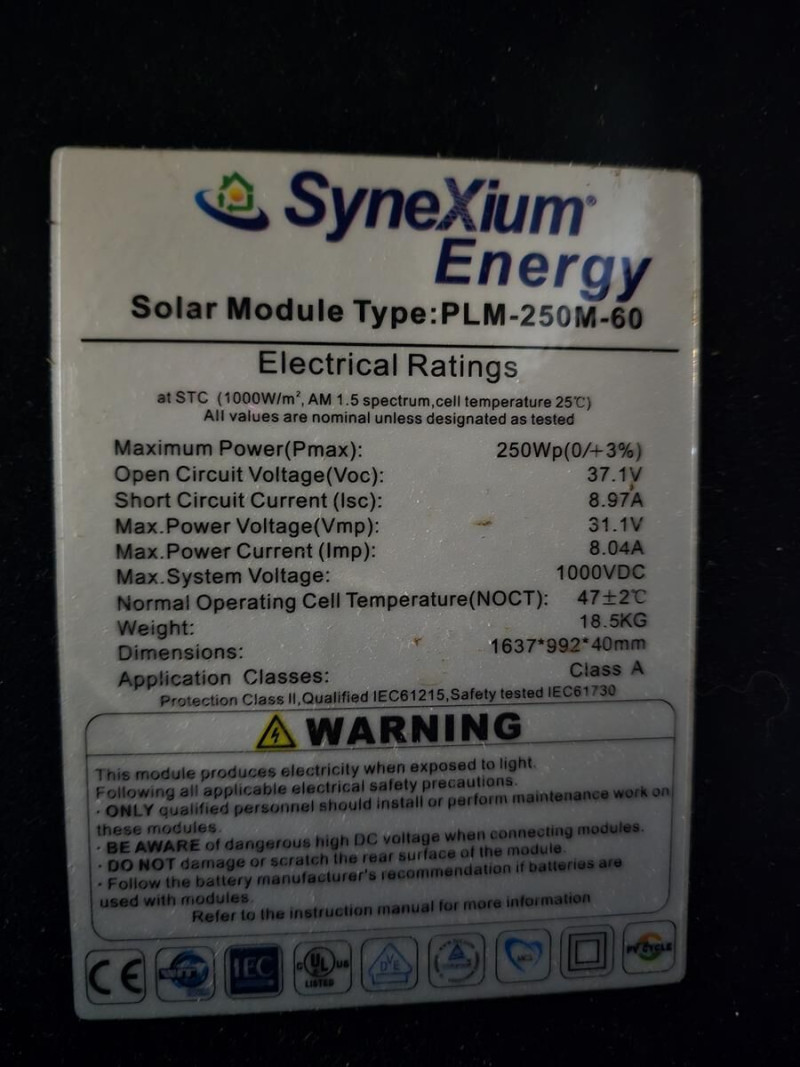 SyneXium®
Energy
Solar Module Type:PLM-250M-60
Electrical Ratings
at STC (1000W/m², AM 1.5 spectrum,cell temperature 25℃)
All values are nominal unless designated as tested
Maximum Power(Pmax): 250Wp(0/+3%)
Open Circuit Voltage(Voc): 37.1V
Short Circuit Current (Isc): 8.97A
Max.Power Voltage(Vmp): 31.1V
Max.Power Current (Imp): 8.04A
Max.System Voltage: 1000VDC
Normal Operating Cell Temperature(NOCT): 47±2℃
Weight: 18.5KG
Dimensions: 1637*992*40mm
Application Classes: Class A
Protection Class II,Qualified IEC61215,Safety tested IEC61730
WARNING
This module produces electricity when exposed to light.
Following all applicable electrical safety precautions.
· ONLY qualified personnel should install or perform maintenance work on
these modules.
· BE AWARE of dangerous high DC voltage when connecting modules.
· DO NOT damage or scratch the rear surface of the module.
· Follow the battery manufacturer's recommendation if batteries are
used with modules.
Refer to the instruction manual for more information
CE IEC C UL US LISTED DVE MCS PV CYCLE